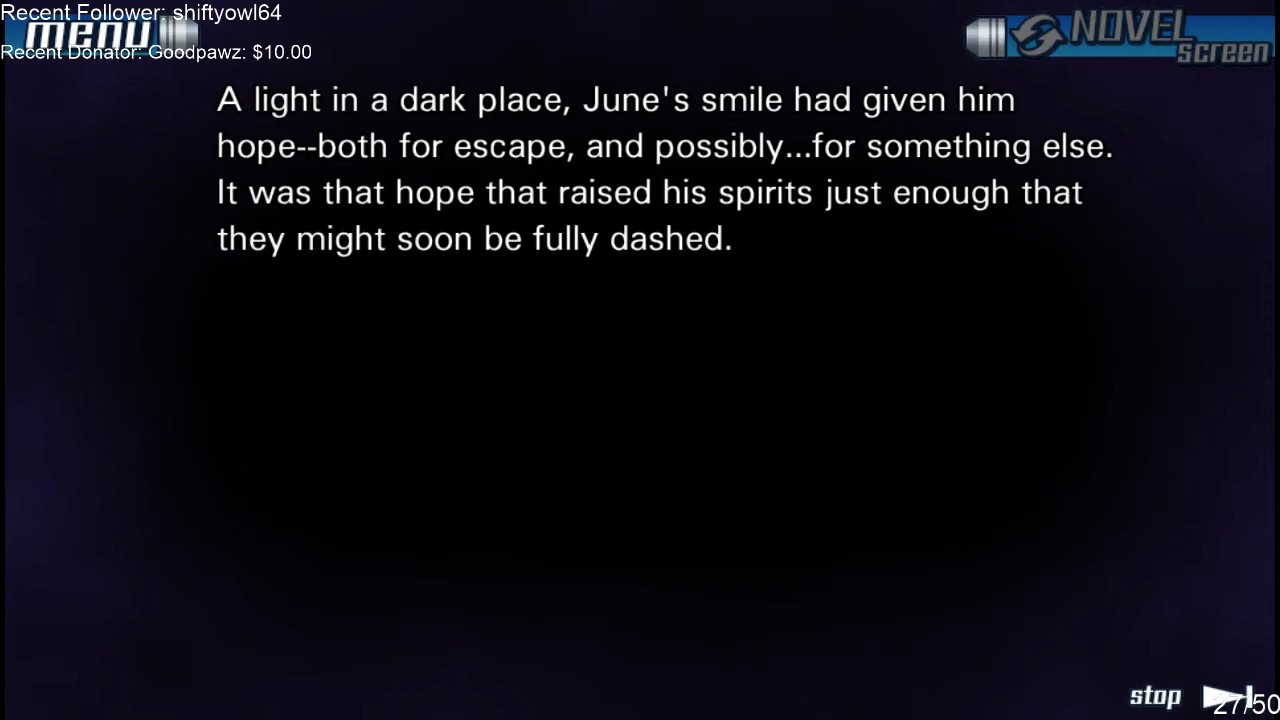 Recent Follower: shiftyowl64
menu
Recent Donator: Goodpawz: $10.00
NOVEL
screen
A light in a dark place, June's smile had given him
hope--both for escape, and possibly...for something else.
It was that hope that raised his spirits just enough that
they might soon be fully dashed.
stop
27/50